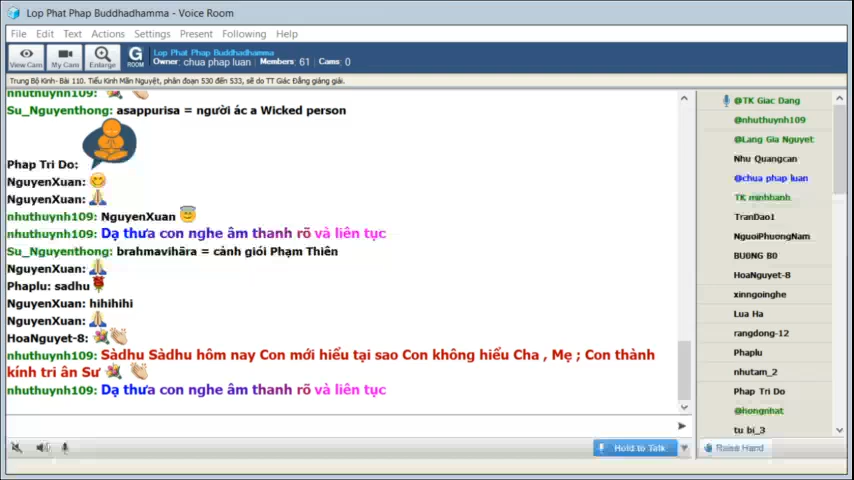 Lop Phat Phap Buddhadhamma - Voice Room
File Edit Text Actions Settings Present Following Help
View Cam My Cam Enlarge G ROOM
Lop Phat Phap Buddhadhamma
Owner: chua phap luan | Members: 61 | Cams: 0
Trung Bộ Kinh- Bài 110. Tiểu Kinh Mãn Nguyệt, phân đoạn 530 đến 533, sẽ do TT Giác Đẳng giảng giải.
nhuthuynh109:
Su_Nguyenthong: asappurisa = người ác a Wicked person
Phap Tri Do:
NguyenXuan:
NguyenXuan:
nhuthuynh109: NguyenXuan
nhuthuynh109: Dạ thưa con nghe âm thanh rõ và liên tục
Su_Nguyenthong: brahmavihāra = cảnh giói Phạm Thiên
NguyenXuan:
Phaplu: sadhu
NguyenXuan: hihihihi
NguyenXuan:
HoaNguyet-8:
nhuthuynh109: Sàdhu Sàdhu hôm nay Con mới hiểu tại sao Con không hiểu Cha , Mẹ ; Con thành
kính tri ân Sư
nhuthuynh109: Dạ thưa con nghe âm thanh rõ và liên tục
@TK Giac Dang
@nhuthuynh109
@Lang Gia Nguyet
Nhu Quangcan
@chua phap luan
TK minhhanh
TranDao1
NguoiPhuongNam
BU0NG B0
HoaNguyet-8
xinngoinghe
Lua Ha
rangdong-12
Phaplu
nhutam_2
Phap Tri Do
@hongnhat
tu bi_3
Hold to Talk
Raise Hand